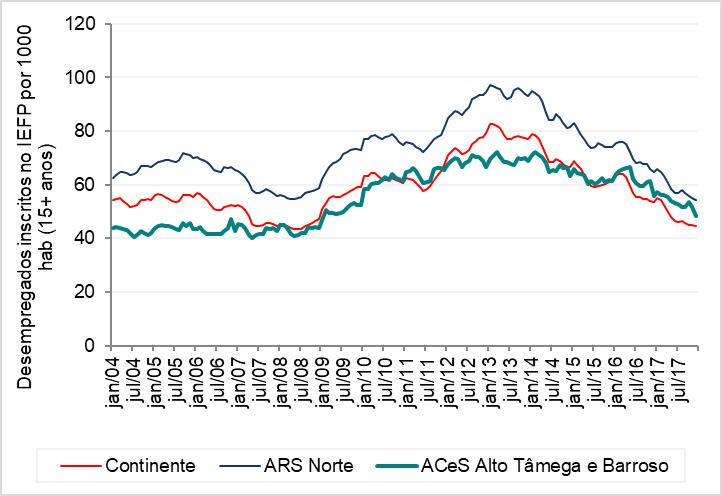 Desempregados inscritos no IEFP por 1000
hab (15+ anos)
120
100
80
60
40
20
0
jan/04
jul/04
jan/05
jul/05
jan/06
jul/06
jan/07
jul/07
jan/08
jul/08
jan/09
jul/09
jan/10
jul/10
jan/11
jul/11
jan/12
jul/12
jan/13
jul/13
jan/14
jul/14
jan/15
jul/15
jan/16
jul/16
jan/17
jul/17
Continente
ARS Norte
ACeS Alto Tâmega e Barroso